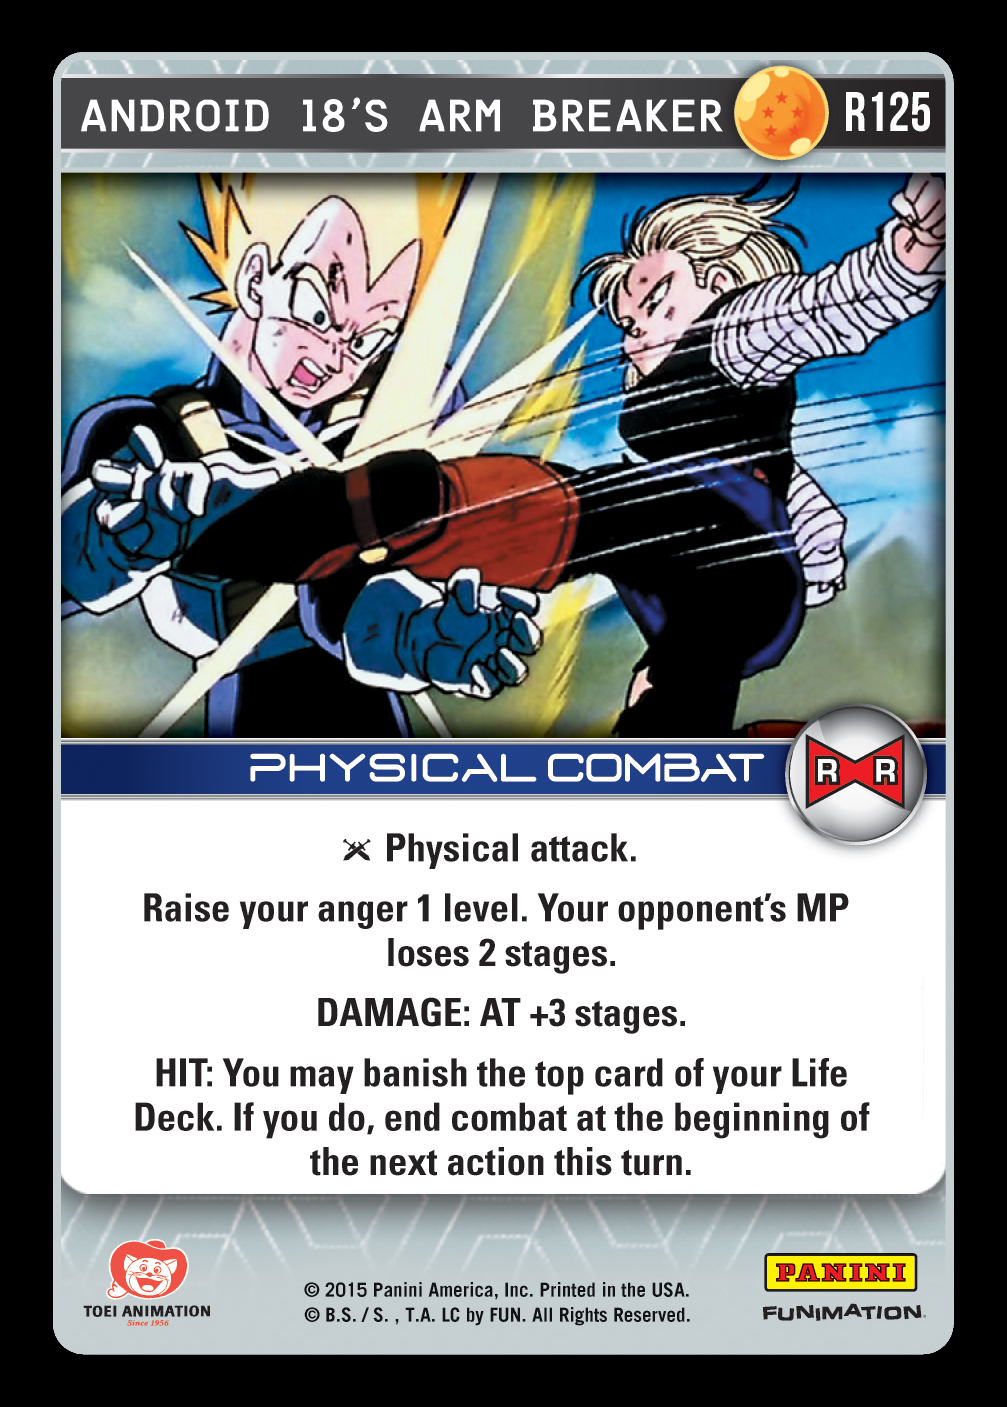 ANDROID 18'S ARM BREAKER R125
PHYSICAL COMBAT
R R
Physical attack.
Raise your anger 1 level. Your opponent's MP
loses 2 stages.
DAMAGE: AT +3 stages.
HIT: You may banish the top card of your Life
Deck. If you do, end combat at the beginning of
the next action this turn.
TOEI ANIMATION
Since 1956
© 2015 Panini America, Inc. Printed in the USA.
© B.S. / S. , T.A. LC by FUN. All Rights Reserved.
PANINI
FUNIMATION